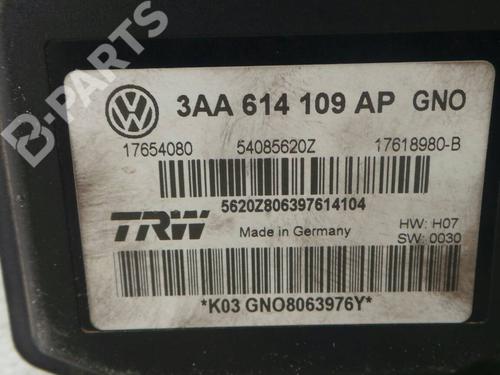 B-PARTS
3AA 614 109 AP GNO
17654080 54085620Z 17618980-B
5620Z806397614104
TRW Made in Germany HW: H07
SW: 0030
*K03 GNO8063976Y*